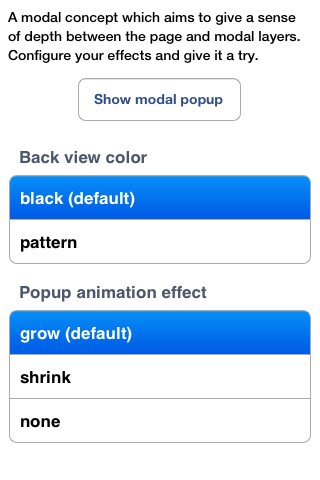 A modal concept which aims to give a sense
of depth between the page and modal layers.
Configure your effects and give it a try.
Show modal popup
Back view color
black (default)
pattern
Popup animation effect
grow (default)
shrink
none